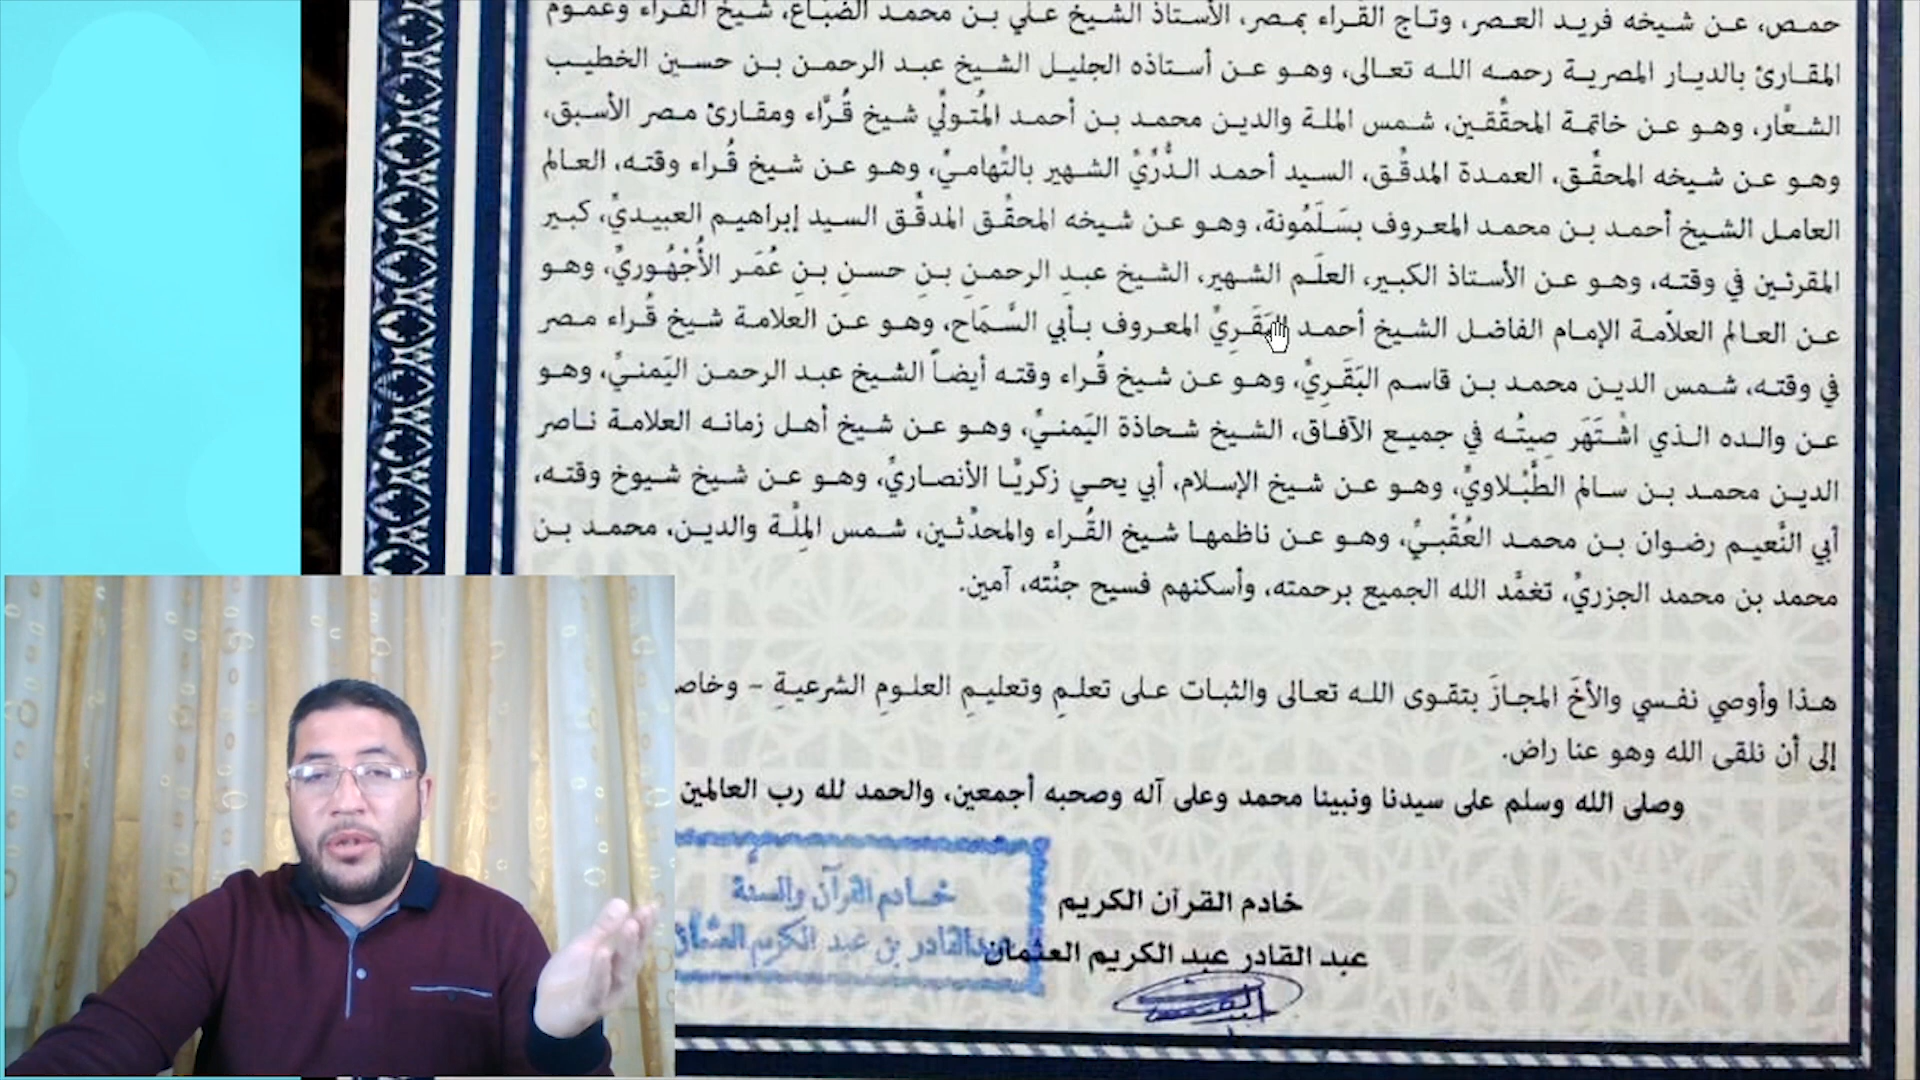 حمص، عن شيخه فريد العصر، وتاج القراء بمصر، الأستاذ الشيخ علي بن محمد الضبّاع، شيخ القراء وعموم
المقارئ بالديار المصرية رحمه الله تعالى، وهو عن أستاذه الجليل الشيخ عبد الرحمن بن حسين الخطيب
الشعَّار، وهو عن خاتمة المحقِّقين، شمس الملة والدين محمد بن أحمد المُتولِّي شيخ قُرَّاء ومقارئ مصر الأسبق،
وهو عن شيخه المحقِّق، العمدة المدقِّق، السيد أحمد الدُّرِّيِّ الشهير بالتِّهاميِّ، وهو عن شيخ قُراء وقته، العالم
العامل الشيخ أحمد بن محمد المعروف بسَلَمُونة، وهو عن شيخه المحقِّق المدقِّق السيد إبراهيم العبيديِّ، كبير
المقرئين في وقته، وهو عن الأستاذ الكبير، العلَم الشهير، الشيخ عبد الرحمنِ بنِ حسنِ بنِ عُمَر الأُجْهُوريِّ، وهو
عن العالم العلاّمة الإمام الفاضل الشيخ أحمد البَقَرِيِّ المعروف بأبي السَّمَاح، وهو عن العلامة شيخ قُراء مصر
في وقته، شمس الدين محمد بن قاسم البَقَرِيِّ، وهو عن شيخ قُراء وقته أيضاً الشيخ عبد الرحمن اليَمنيِّ، وهو
عن والده الذي اشْتَهَر صِيتُه في جميع الآفاق، الشيخ شحاذة اليَمنيِّ، وهو عن شيخ أهل زمانه العلامة ناصر
الدين محمد بن سالم الطَّبْلاويِّ، وهو عن شيخ الإسلام، أبي يحي زكريَّا الأنصاريِّ، وهو عن شيخ شيوخ وقته،
أبي النَّعيم رضوان بن محمد العُقْبيِّ، وهو عن ناظمها شيخ القُراء والمحدِّثين، شمس المِلَّة والدين، محمد بن
محمد بن محمد الجزريِّ، تغمَّد الله الجميع برحمته، وأسكنهم فسيح جنَّته، آمين.
هذا وأوصي نفسي والأخَ المجازَ بتقوى الله تعالى والثبات على تعلمِ وتعليمِ العلومِ الشرعيةِ – وخاص
إلى أن نلقى الله وهو عنا راض.
وصلى الله وسلم على سيدنا ونبينا محمد وعلى آله وصحبه أجمعين، والحمد لله رب العالمين
خادم القرآن والسنة
عبد القادر بن عبد الكريم العثمان
خادم القرآن الكريم
عبد القادر عبد الكريم العثمان